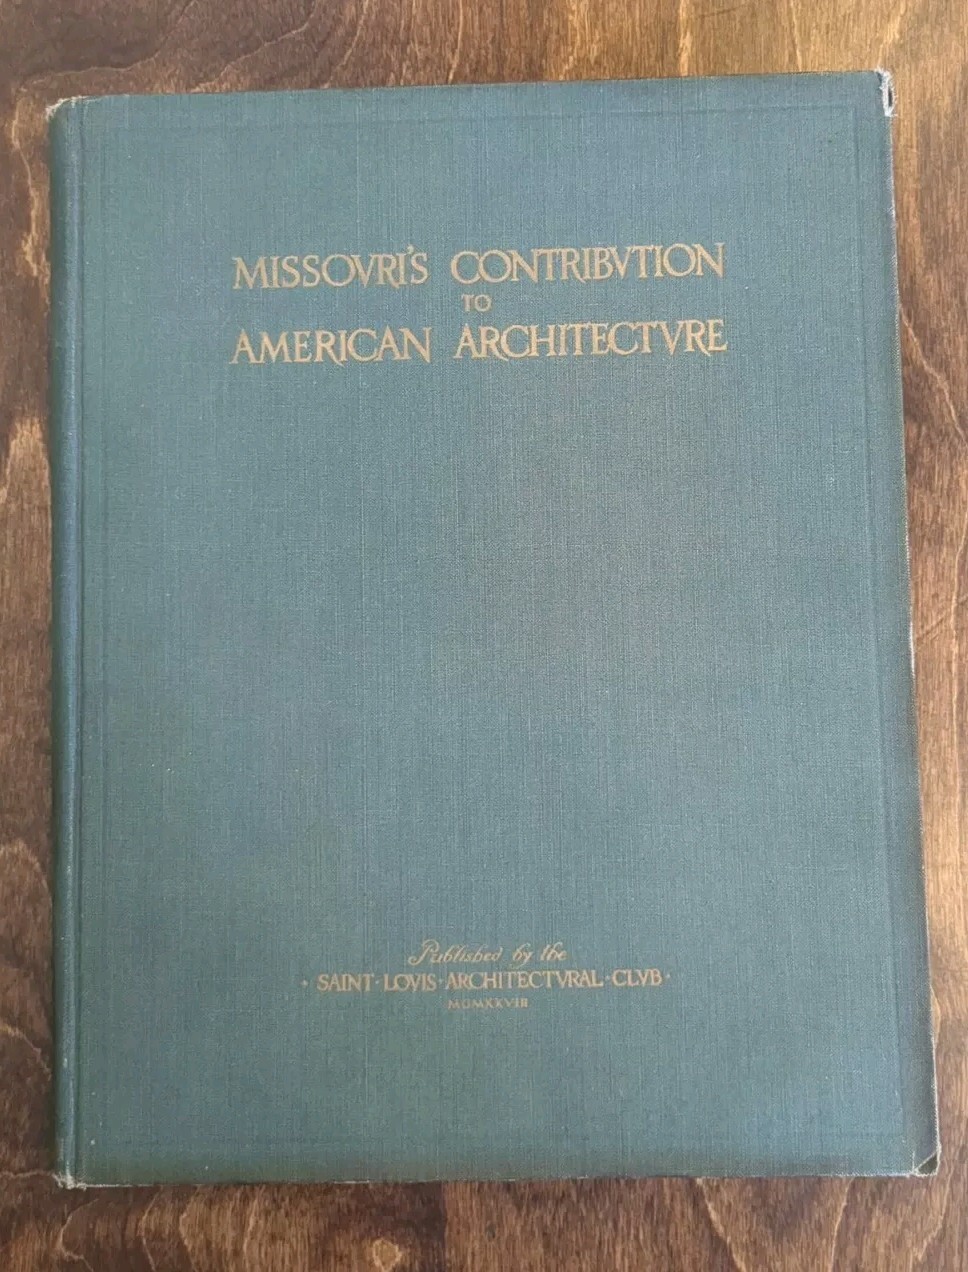 MISSOVRI'S CONTRIBVTION
TO
AMERICAN ARCHITECTVRE
Published by the
· SAINT · LOVIS · ARCHITECTVRAL · CLVB ·
MCMXXVIII